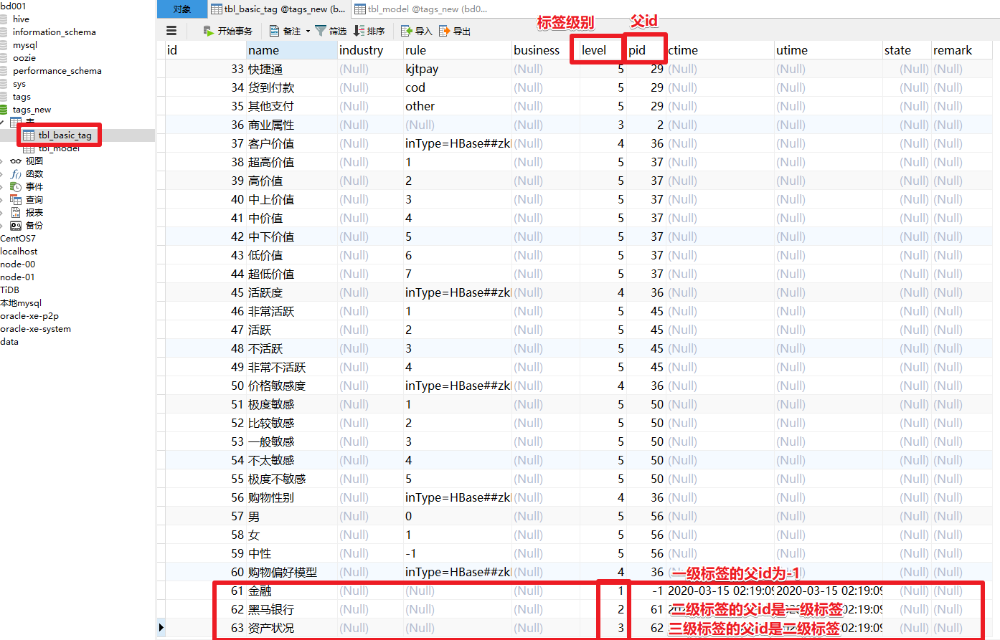 bd001
hive
information_schema
mysql
oozie
performance_schema
sys
tags
tags_new
表
tbl_basic_tag
tbl_model
视图
函数
事件
查询
报表
备份
CentOS7
localhost
node-00
node-01
TiDB
本地mysql
oracle-xe-p2p
oracle-xe-system
data
对象 tbl_basic_tag @tags_new (b... tbl_model @tags_new (bd0...
开始事务 备注 筛选 排序 导入 导出
标签级别 父id
id name industry rule business level pid ctime utime state remark
33 快捷通 (Null) kjtpay (Null) 5 29 (Null) (Null) (Null) (Null)
34 货到付款 (Null) cod (Null) 5 29 (Null) (Null) (Null) (Null)
35 其他支付 (Null) other (Null) 5 29 (Null) (Null) (Null) (Null)
36 商业属性 (Null) (Null) (Null) 3 2 (Null) (Null) (Null) (Null)
37 客户价值 (Null) inType=HBase##zk (Null) 4 36 (Null) (Null) (Null) (Null)
38 超高价值 (Null) 1 (Null) 5 37 (Null) (Null) (Null) (Null)
39 高价值 (Null) 2 (Null) 5 37 (Null) (Null) (Null) (Null)
40 中上价值 (Null) 3 (Null) 5 37 (Null) (Null) (Null) (Null)
41 中价值 (Null) 4 (Null) 5 37 (Null) (Null) (Null) (Null)
42 中下价值 (Null) 5 (Null) 5 37 (Null) (Null) (Null) (Null)
43 低价值 (Null) 6 (Null) 5 37 (Null) (Null) (Null) (Null)
44 超低价值 (Null) 7 (Null) 5 37 (Null) (Null) (Null) (Null)
45 活跃度 (Null) inType=HBase##zk (Null) 4 36 (Null) (Null) (Null) (Null)
46 非常活跃 (Null) 1 (Null) 5 45 (Null) (Null) (Null) (Null)
47 活跃 (Null) 2 (Null) 5 45 (Null) (Null) (Null) (Null)
48 不活跃 (Null) 3 (Null) 5 45 (Null) (Null) (Null) (Null)
49 非常不活跃 (Null) 4 (Null) 5 45 (Null) (Null) (Null) (Null)
50 价格敏感度 (Null) inType=HBase##zk (Null) 4 36 (Null) (Null) (Null) (Null)
51 极度敏感 (Null) 1 (Null) 5 50 (Null) (Null) (Null) (Null)
52 比较敏感 (Null) 2 (Null) 5 50 (Null) (Null) (Null) (Null)
53 一般敏感 (Null) 3 (Null) 5 50 (Null) (Null) (Null) (Null)
54 不太敏感 (Null) 4 (Null) 5 50 (Null) (Null) (Null) (Null)
55 极度不敏感 (Null) 5 (Null) 5 50 (Null) (Null) (Null) (Null)
56 购物性别 (Null) inType=HBase##zk (Null) 4 36 (Null) (Null) (Null) (Null)
57 男 (Null) 0 (Null) 5 56 (Null) (Null) (Null) (Null)
58 女 (Null) 1 (Null) 5 56 (Null) (Null) (Null) (Null)
59 中性 (Null) -1 (Null) 5 56 (Null) (Null) (Null) (Null)
60 购物偏好模型 (Null) inType=HBase##zk (Null) 4 36 (Null) (Null) (Null)
一级标签的父id为-1
61 金融 (Null) (Null) (Null) 1 -1 2020-03-15 02:19:09 2020-03-15 02:19:09 (Null) (Null)
62 黑马银行 (Null) (Null) (Null) 2 61 02:19:09 (Null) (Null)
二级标签的父id是一级标签
63 资产状况 (Null) (Null) (Null) 3 62 02:19:09 (Null) (Null)
三级标签的父id是二级标签